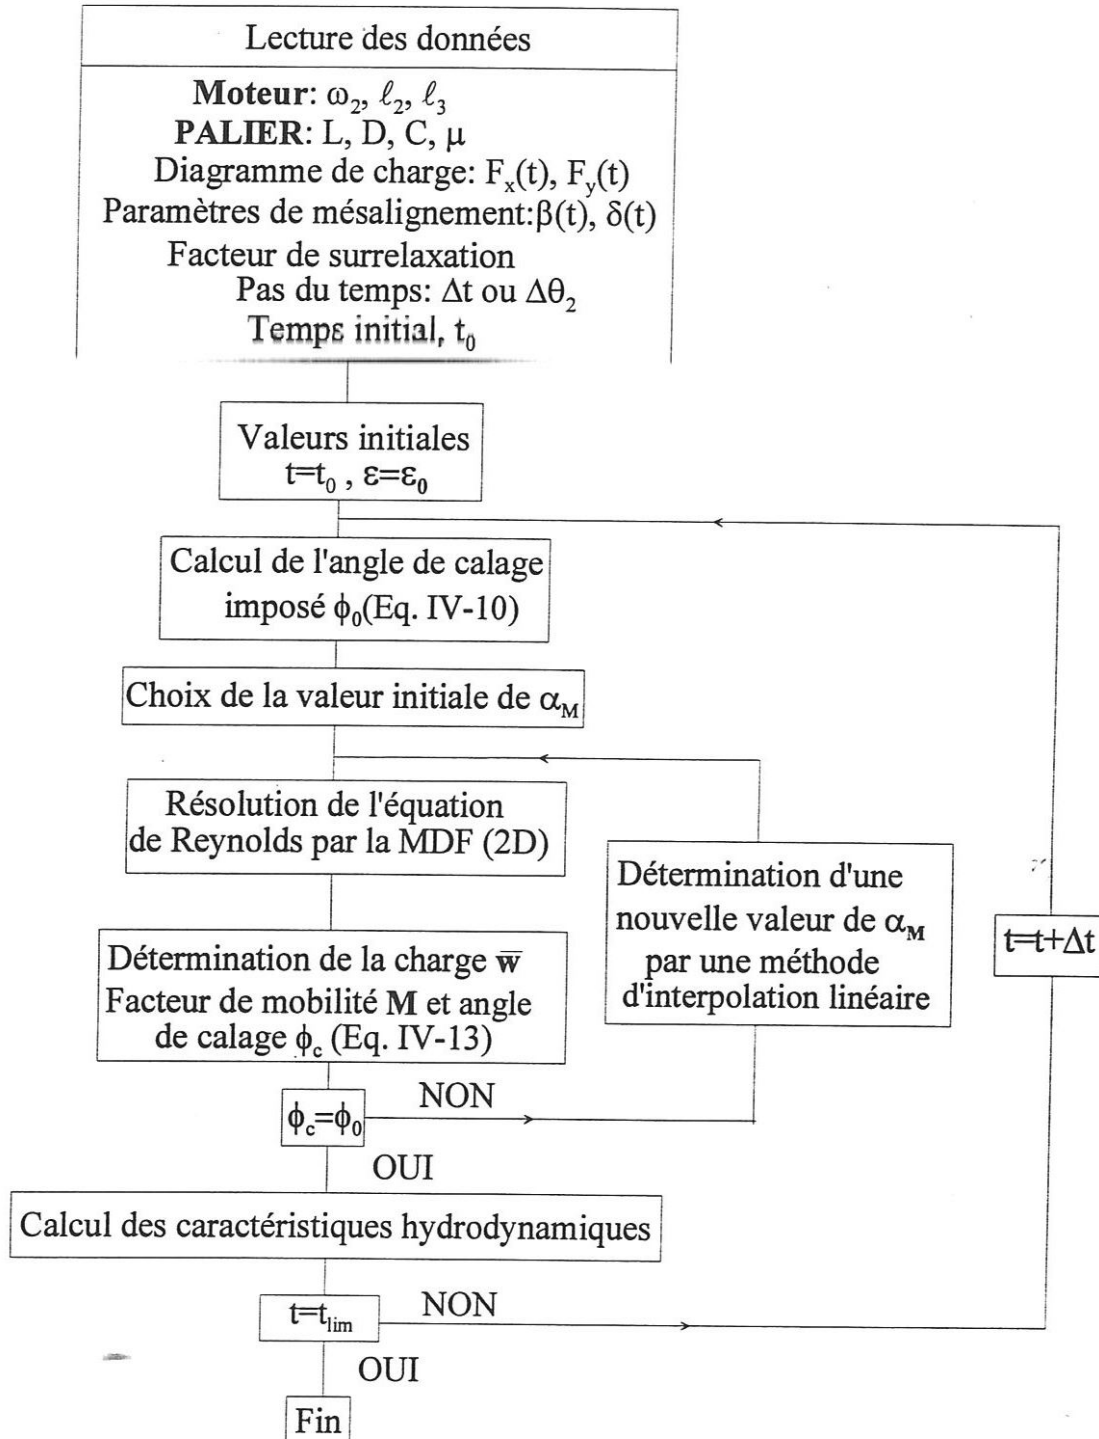 Lecture des données
Moteur: ω₂, ℓ₂, ℓ₃
PALIER: L, D, C, μ
Diagramme de charge: Fₓ(t), F_y(t)
Paramètres de mésalignement:β(t), δ(t)
Facteur de surrelaxation
Pas du temps: Δt ou Δθ₂
Temps initial, t₀
Valeurs initiales
t=t₀ , ε=ε₀
Calcul de l'angle de calage
imposé ϕ₀(Eq. IV-10)
Choix de la valeur initiale de α_M
Résolution de l'équation
de Reynolds par la MDF (2D)
Détermination d'une
nouvelle valeur de α_M
par une méthode
d'interpolation linéaire
t=t+Δt
Détermination de la charge w̅
Facteur de mobilité M et angle
de calage ϕ_c (Eq. IV-13)
NON
ϕ_c=ϕ₀
OUI
Calcul des caractéristiques hydrodynamiques
NON
t=t_lim
OUI
Fin